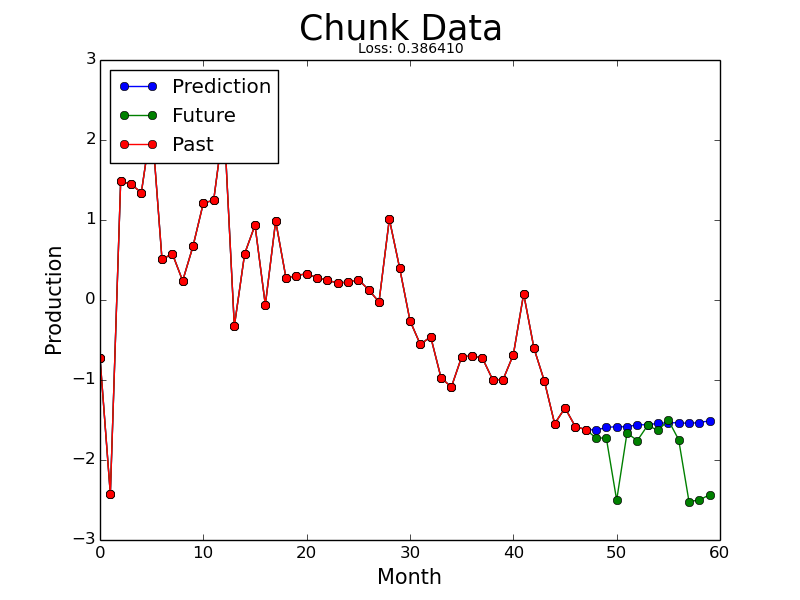 Chunk Data
Loss: 0.386410
3
2
1
0
−1
−2
−3
Production
Prediction
Future
Past
0 10 20 30 40 50 60
Month